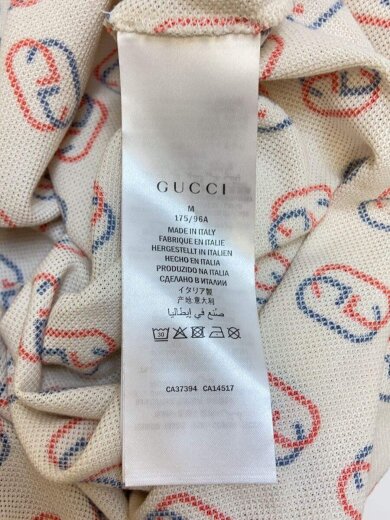 GUCCI
M
175/96A
MADE IN ITALY
FABRIQUE EN ITALIE
HERGESTELLT IN ITALIEN
HECHO EN ITALIA
PRODUZIDO NA ITALIA
СДЕЛАНО В ИТАЛИИ
イタリア製
产地意大利
صنع في إيطاليا
30
CA37394 CA14517